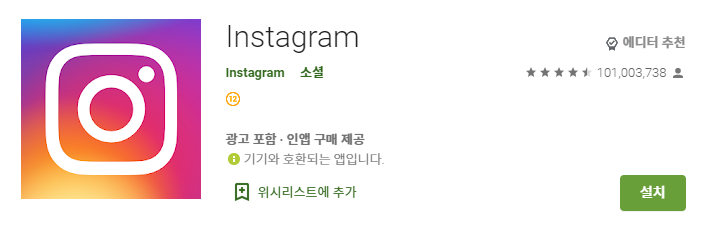 Instagram
에디터 추천
Instagram 소셜
101,003,738
12
광고 포함 · 인앱 구매 제공
기기와 호환되는 앱입니다.
위시리스트에 추가
설치